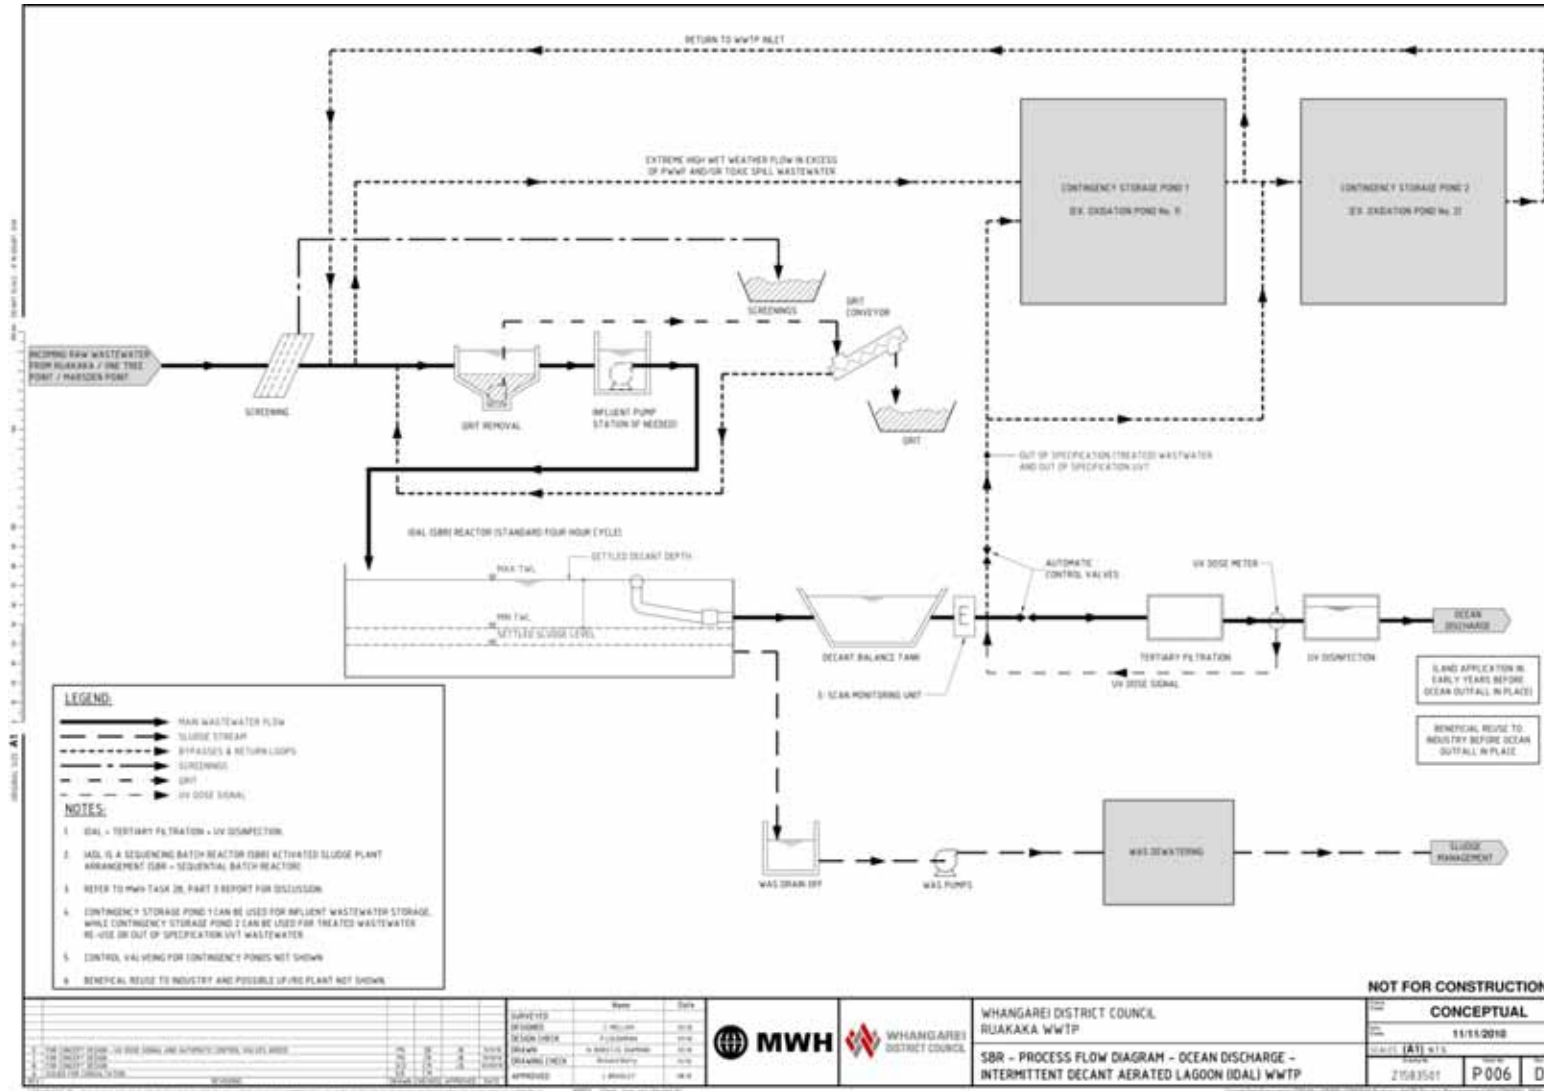 RETURN TO WWTP INLET
EXTREME HIGH WET WEATHER FLOW IN EXCESS
OF PWWF AND/OR TOXIC SPILL WASTEWATER
CONTINGENCY STORAGE POND 1
(EX. OXIDATION POND No. 1)
CONTINGENCY STORAGE POND 2
(EX. OXIDATION POND No. 2)
SCREENINGS
GRIT
CONVEYOR
INCOMING RAW WASTEWATER
FROM RUAKAKA / ONE TREE
POINT / MARSDEN POINT
SCREENING
GRIT REMOVAL
INFLUENT PUMP
STATION (IF NEEDED)
GRIT
OUT OF SPECIFICATION (TREATED) WASTWATER
AND OUT OF SPECIFICATION UVT
IDAL (SBR) REACTOR (STANDARD FOUR HOUR CYCLE)
SETTLED DECANT DEPTH
MAX TWL
MIN TWL
SETTLED SLUDGE LEVEL
AUTOMATIC
CONTROL VALVES
UV DOSE METER
DECANT BALANCE TANK
S::SCAN MONITORING UNIT
TERTIARY FILTRATION
UV DISINFECTION
UV DOSE SIGNAL
OCEAN
DISCHARGE
(LAND APPLICATION IN
EARLY YEARS BEFORE
OCEAN OUTFALL IN PLACE)
BENEFICIAL REUSE TO
INDUSTRY BEFORE OCEAN
OUTFALL IN PLACE
LEGEND:
MAIN WASTEWATER FLOW
SLUDGE STREAM
BYPASSES & RETURN LOOPS
SCREENINGS
GRIT
UV DOSE SIGNAL
NOTES:
1. IDAL + TERTIARY FILTRATION + UV DISINFECTION.
2. IADL IS A SEQUENCING BATCH REACTOR (SBR) ACTIVATED SLUDGE PLANT
ARRANGEMENT (SBR = SEQUENTIAL BATCH REACTOR)
3. REFER TO MWH TASK 2B, PART 3 REPORT FOR DISCUSSION
4. CONTINGENCY STORAGE POND 1 CAN BE USED FOR INFLUENT WASTEWATER STORAGE,
WHILE CONTINGENCY STORAGE POND 2 CAN BE USED FOR TREATED WASTEWATER
RE-USE OR OUT OF SPECIFICATION UVT WASTEWATER
5. CONTROL VALVEING FOR CONTINGENCY PONDS NOT SHOWN
6. BENEFICAL REUSE TO INDUSTRY AND POSSIBLE UF/RO PLANT NOT SHOWN.
WAS DRAIN OFF
WAS PUMPS
WAS DEWATERING
SLUDGE
MANAGEMENT
NOT FOR CONSTRUCTION
Name
Date
SURVEYED
DESIGNED
DESIGN CHECK
DRAWN
DRAWING CHECK
APPROVED
MWH
WHANGAREI
DISTRICT COUNCIL
WHANGAREI DISTRICT COUNCIL
RUAKAKA WWTP
SBR - PROCESS FLOW DIAGRAM - OCEAN DISCHARGE -
INTERMITTENT DECANT AERATED LAGOON (IDAL) WWTP
CONCEPTUAL
11/11/2010
SCALES (A1) N.T.S.
Z1583501
P006
D